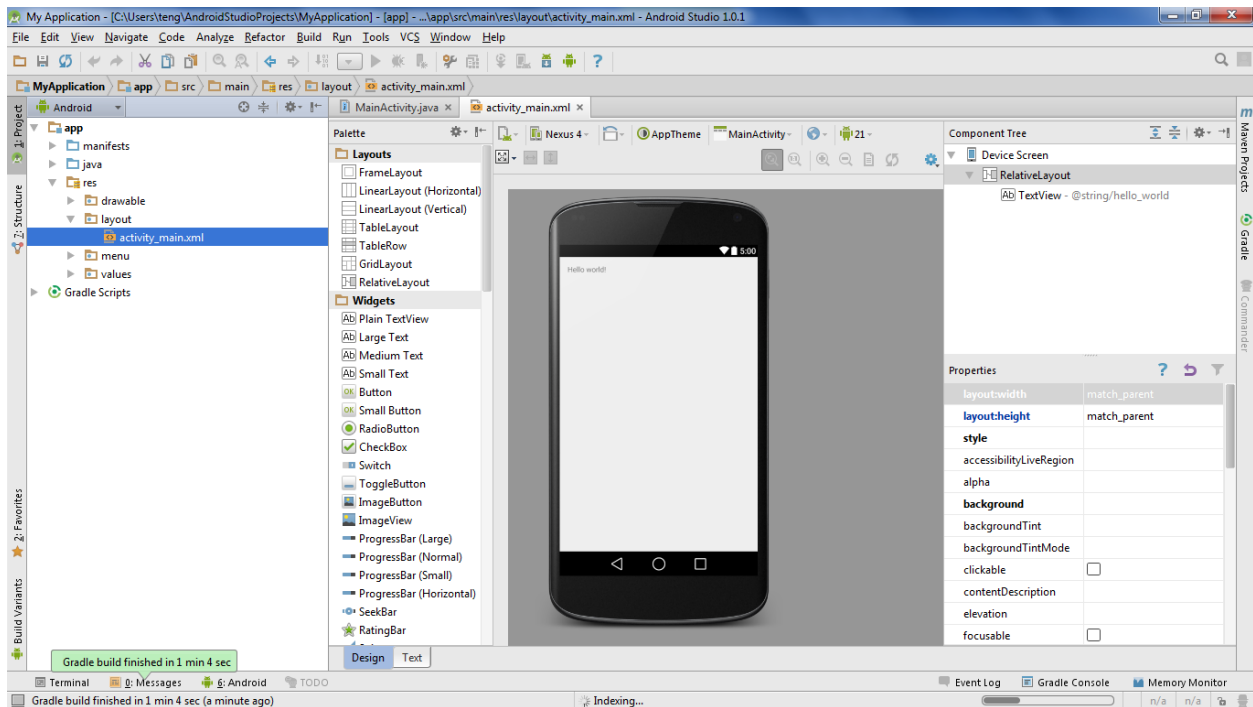 My Application - [C:\Users\teng\AndroidStudioProjects\MyApplication] - [app] - ...\app\src\main\res\layout\activity_main.xml - Android Studio 1.0.1
File Edit View Navigate Code Analyze Refactor Build Run Tools VCS Window Help
MyApplication app src main res layout activity_main.xml
1: Project
7: Structure
2: Favorites
Build Variants
Android
app
manifests
java
res
drawable
layout
activity_main.xml
menu
values
Gradle Scripts
MainActivity.java activity_main.xml
Palette
Layouts
FrameLayout
LinearLayout (Horizontal)
LinearLayout (Vertical)
TableLayout
TableRow
GridLayout
RelativeLayout
Widgets
Ab Plain TextView
Ab Large Text
Ab Medium Text
Ab Small Text
OK Button
OK Small Button
RadioButton
CheckBox
Switch
ToggleButton
ImageButton
ImageView
ProgressBar (Large)
ProgressBar (Normal)
ProgressBar (Small)
ProgressBar (Horizontal)
SeekBar
RatingBar
Design Text
Nexus 4 AppTheme MainActivity 21
5:00
Hello world!
Component Tree
Device Screen
RelativeLayout
Ab TextView - @string/hello_world
Properties
layout:width match_parent
layout:height match_parent
style
accessibilityLiveRegion
alpha
background
backgroundTint
backgroundTintMode
clickable
contentDescription
elevation
focusable
m Maven Projects
Gradle
Commander
Gradle build finished in 1 min 4 sec
Terminal 0: Messages 6: Android TODO Event Log Gradle Console Memory Monitor
Gradle build finished in 1 min 4 sec (a minute ago) Indexing... n/a n/a